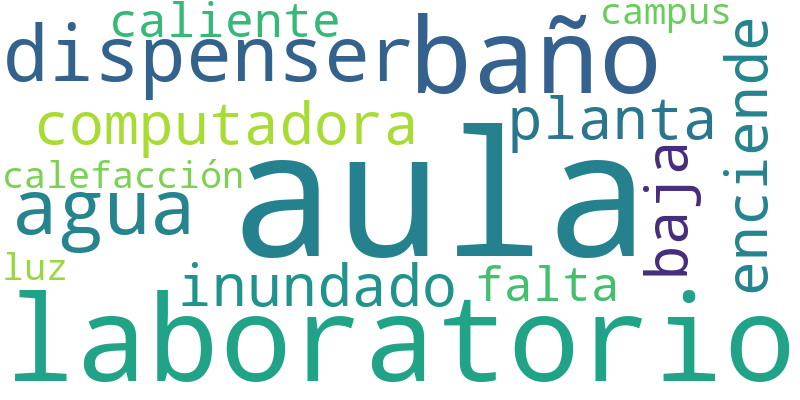 caliente
campus
dispenser
baño
computadora
planta
enciende
calefacción
aula
baja
agua
luz
inundado
falta
laboratorio